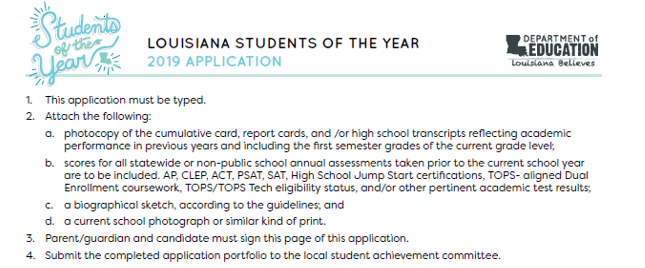 Students
of the
Year
LOUISIANA STUDENTS OF THE YEAR
2019 APPLICATION
DEPARTMENT of
EDUCATION
Louisiana Believes
1. This application must be typed.
2. Attach the following:
a. photocopy of the cumulative card, report cards, and /or high school transcripts reflecting academic
performance in previous years and including the first semester grades of the current grade level;
b. scores for all statewide or non-public school annual assessments taken prior to the current school year
are to be included. AP, CLEP, ACT, PSAT, SAT, High School Jump Start certifications, TOPS- aligned Dual
Enrollment coursework, TOPS/TOPS Tech eligibility status, and/or other pertinent academic test results;
c. a biographical sketch, according to the guidelines; and
d. a current school photograph or similar kind of print.
3. Parent/guardian and candidate must sign this page of this application.
4. Submit the completed application portfolio to the local student achievement committee.